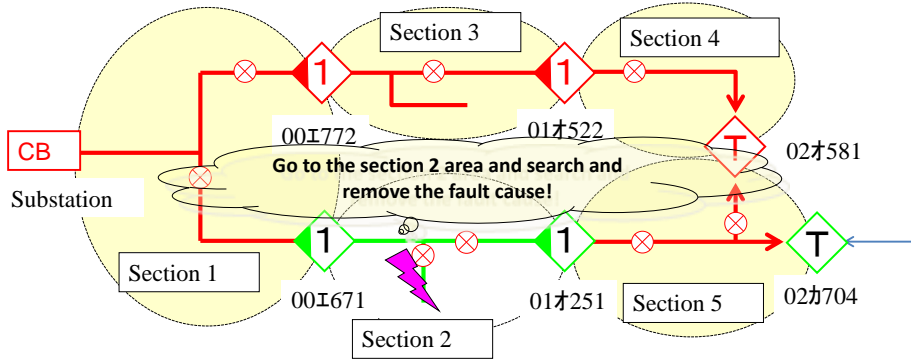 Section 3
Section 4
1
1
CB
00エ772
01オ522
T
02オ581
Go to the section 2 area and search and
remove the fault cause!
Substation
1
1
T
Section 1
00エ671
01オ251
Section 5
02カ704
Section 2